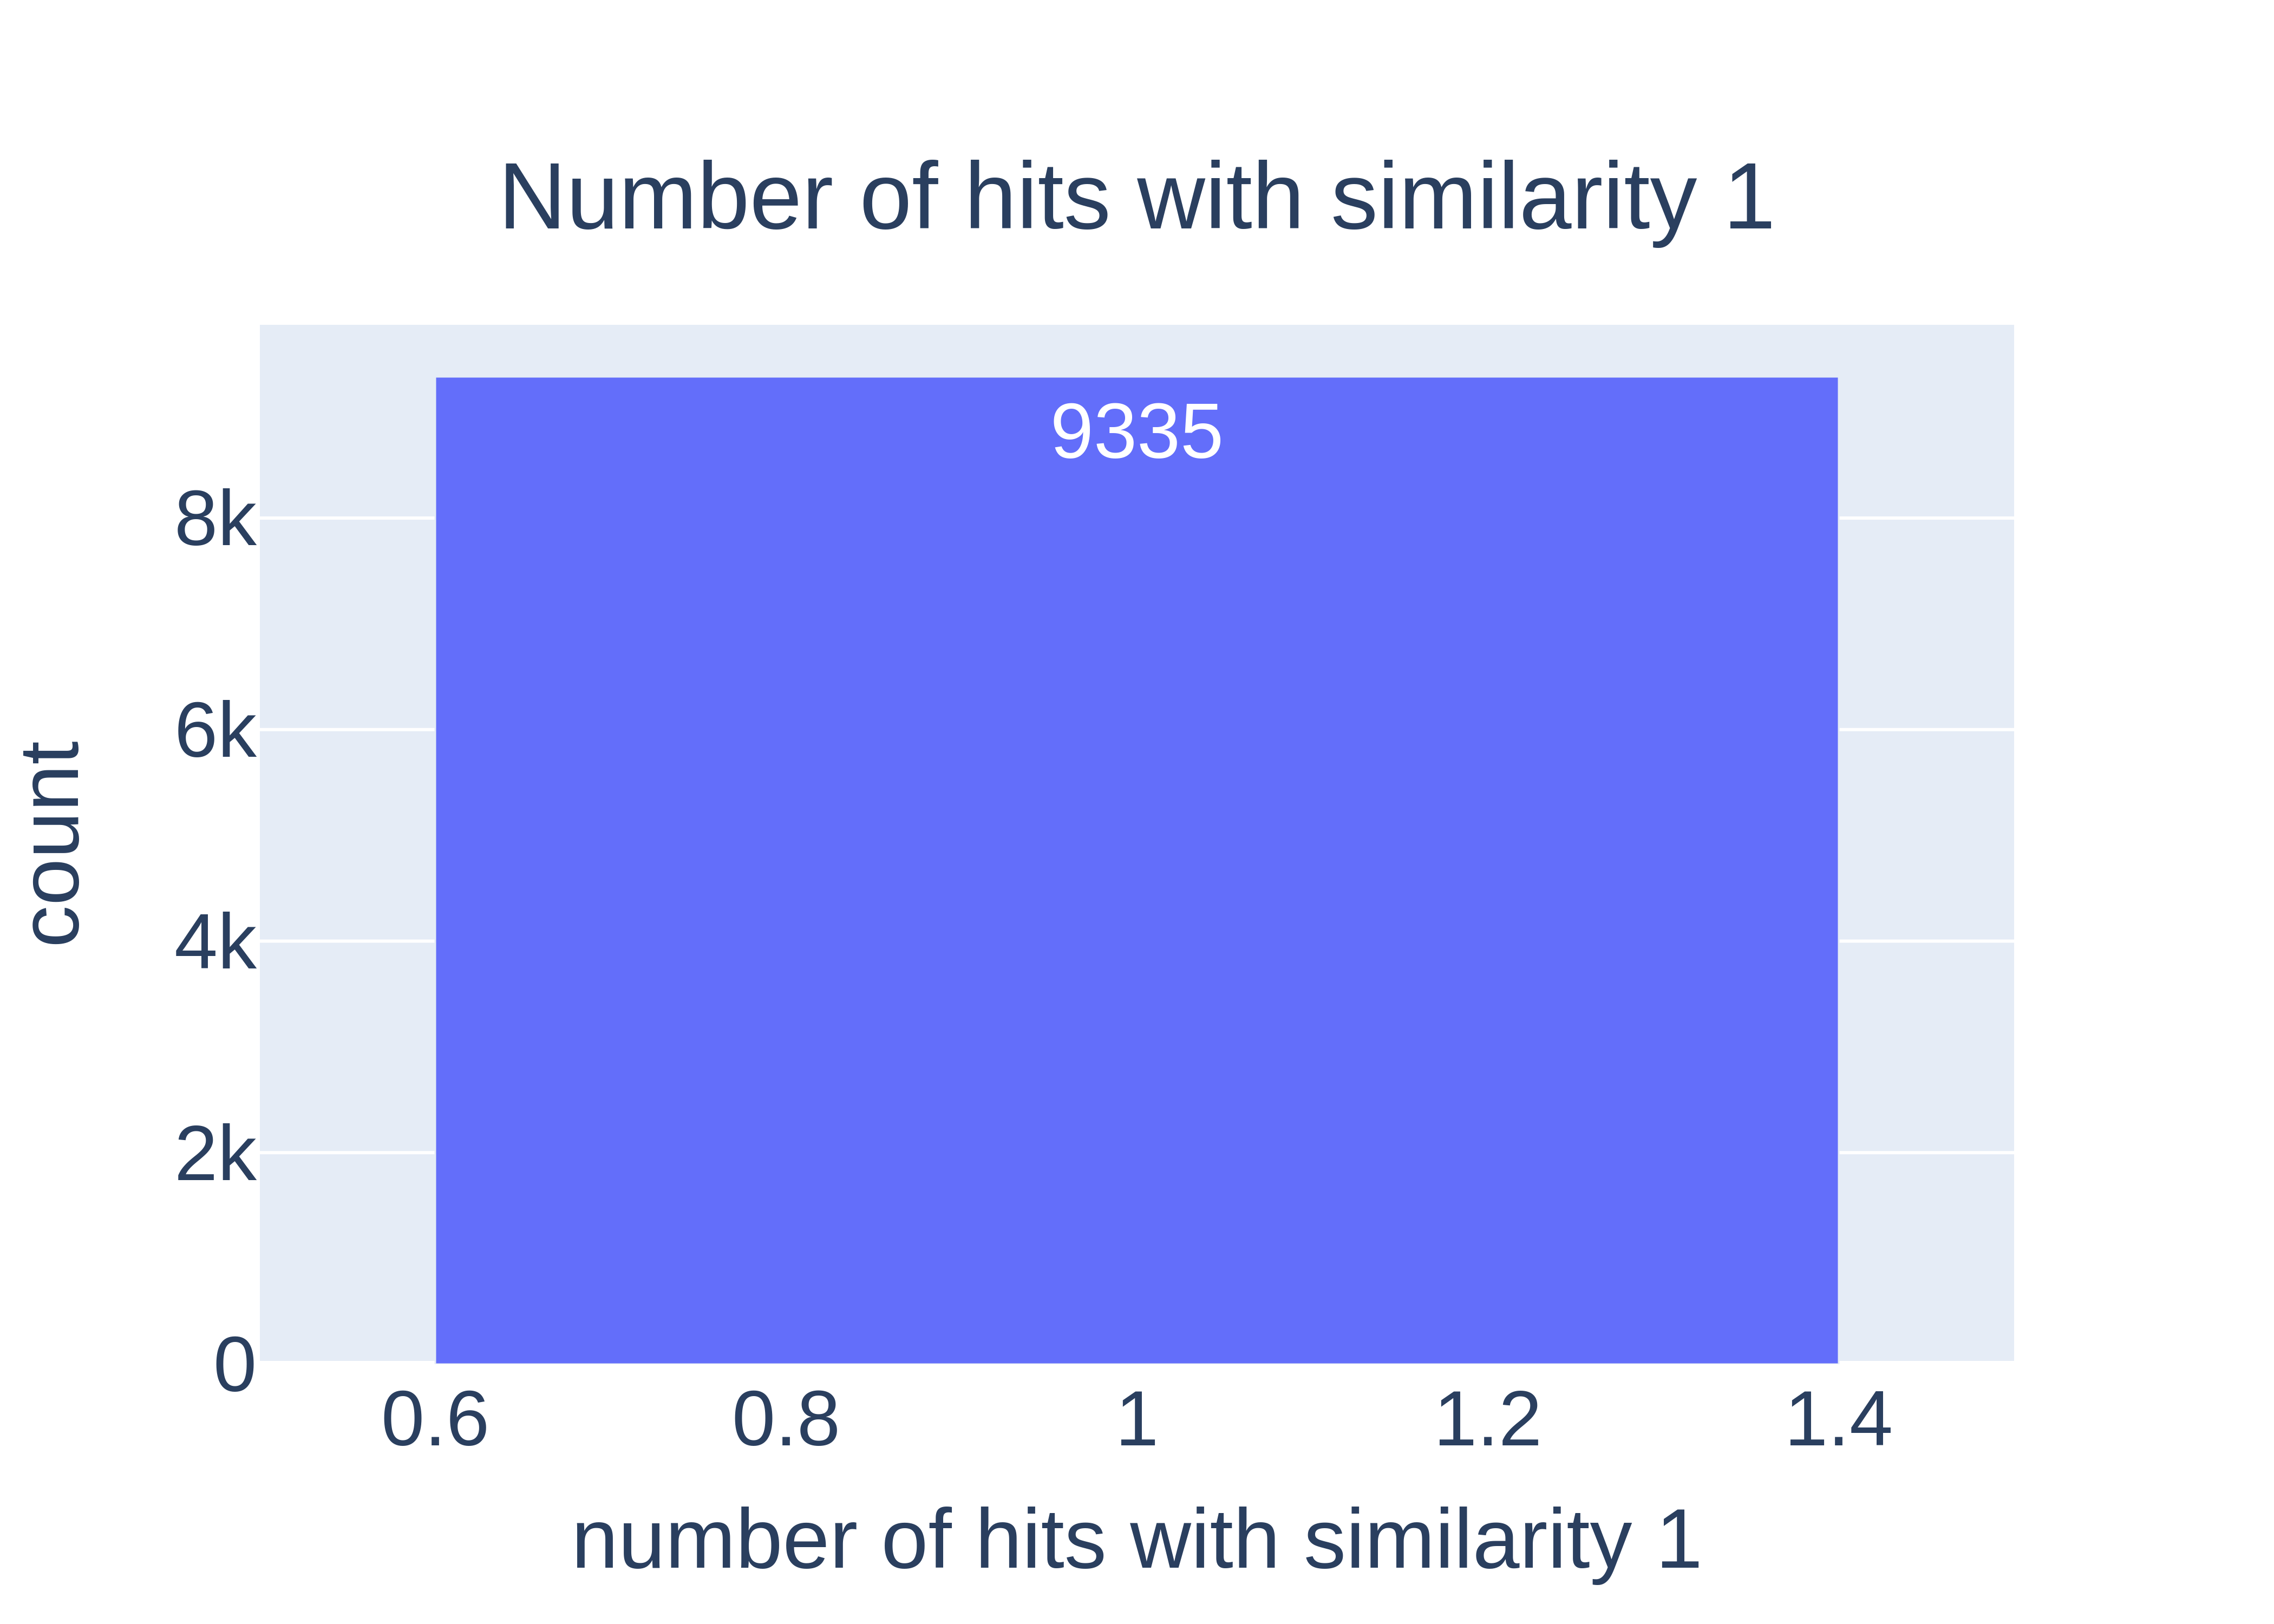 Number of hits with similarity 1
9335
8k
6k
4k
2k
0
count
0.6
0.8
1
1.2
1.4
number of hits with similarity 1